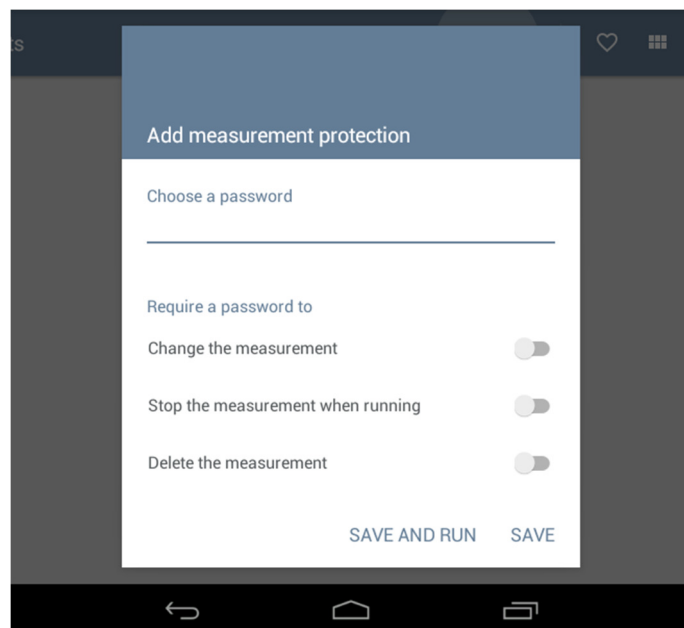 ts
Add measurement protection
Choose a password
Require a password to
Change the measurement
Stop the measurement when running
Delete the measurement
SAVE AND RUN SAVE